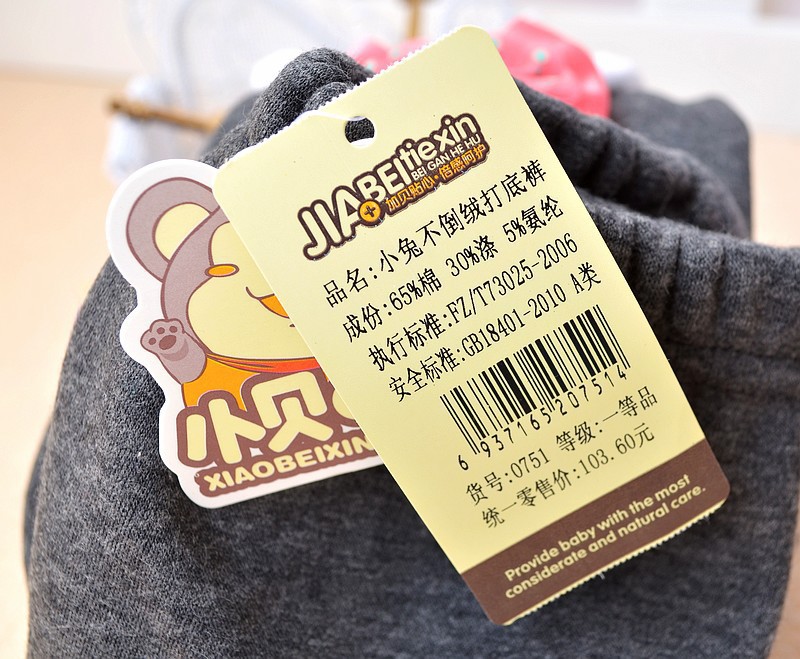 JIABEItiexin
BEI GAN HE HU
加贝贴心·倍感呵护
品名:小兔不倒绒打底裤
成份:65%棉 30%涤 5%氨纶
执行标准:FZ/T73025-2006
安全标准:GB18401-2010 A类
6 937165 207514
货号:0751 等级:一等品
统一零售价:103.60元
Provide baby with the most
considerate and natural care.
小贝
XIAOBEIXIN